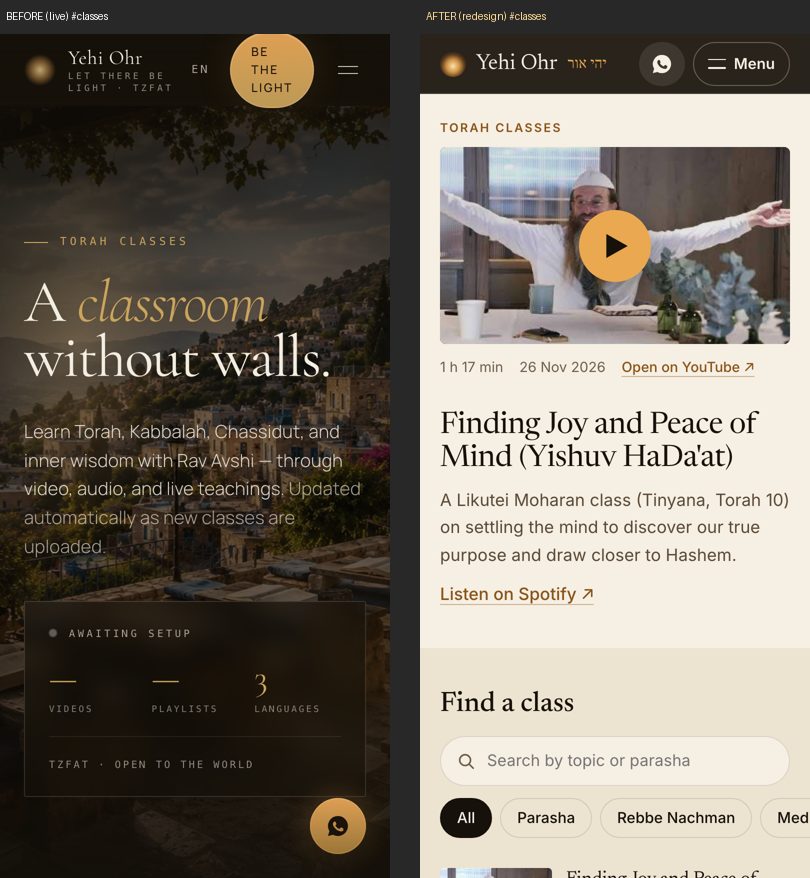 BEFORE (live) #classes
Yehi Ohr
LET THERE BE
LIGHT · TZFAT
EN
BE
THE
LIGHT
TORAH CLASSES
A classroom
without walls.
Learn Torah, Kabbalah, Chassidut, and
inner wisdom with Rav Avshi — through
video, audio, and live teachings. Updated
automatically as new classes are
uploaded.
AWAITING SETUP
— — 3
VIDEOS PLAYLISTS LANGUAGES
TZFAT · OPEN TO THE WORLD
AFTER (redesign) #classes
Yehi Ohr יהי אור
Menu
TORAH CLASSES
1 h 17 min 26 Nov 2026 Open on YouTube ↗
Finding Joy and Peace of
Mind (Yishuv HaDa'at)
A Likutei Moharan class (Tinyana, Torah 10)
on settling the mind to discover our true
purpose and draw closer to Hashem.
Listen on Spotify ↗
Find a class
Search by topic or parasha
All Parasha Rebbe Nachman Med
Finding Joy and Peace of